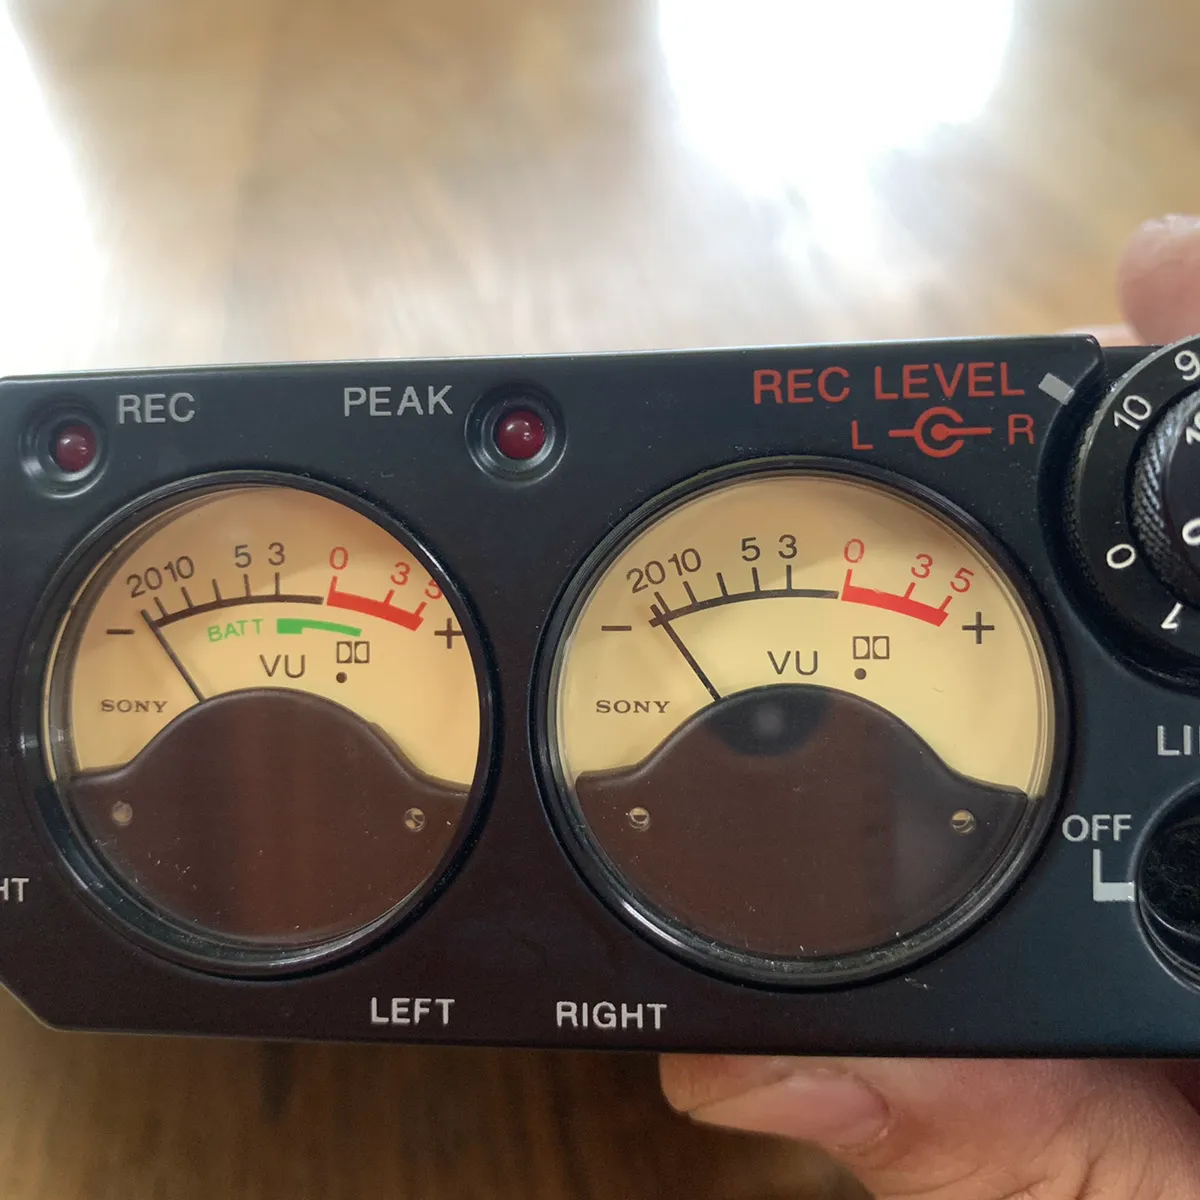 REC
PEAK
REC LEVEL
L R
9
10
0
1
20 10 5 3 0 3 5
- +
BATT
VU
SONY
20 10 5 3 0 3 5
- +
VU
SONY
OFF
LEFT
RIGHT